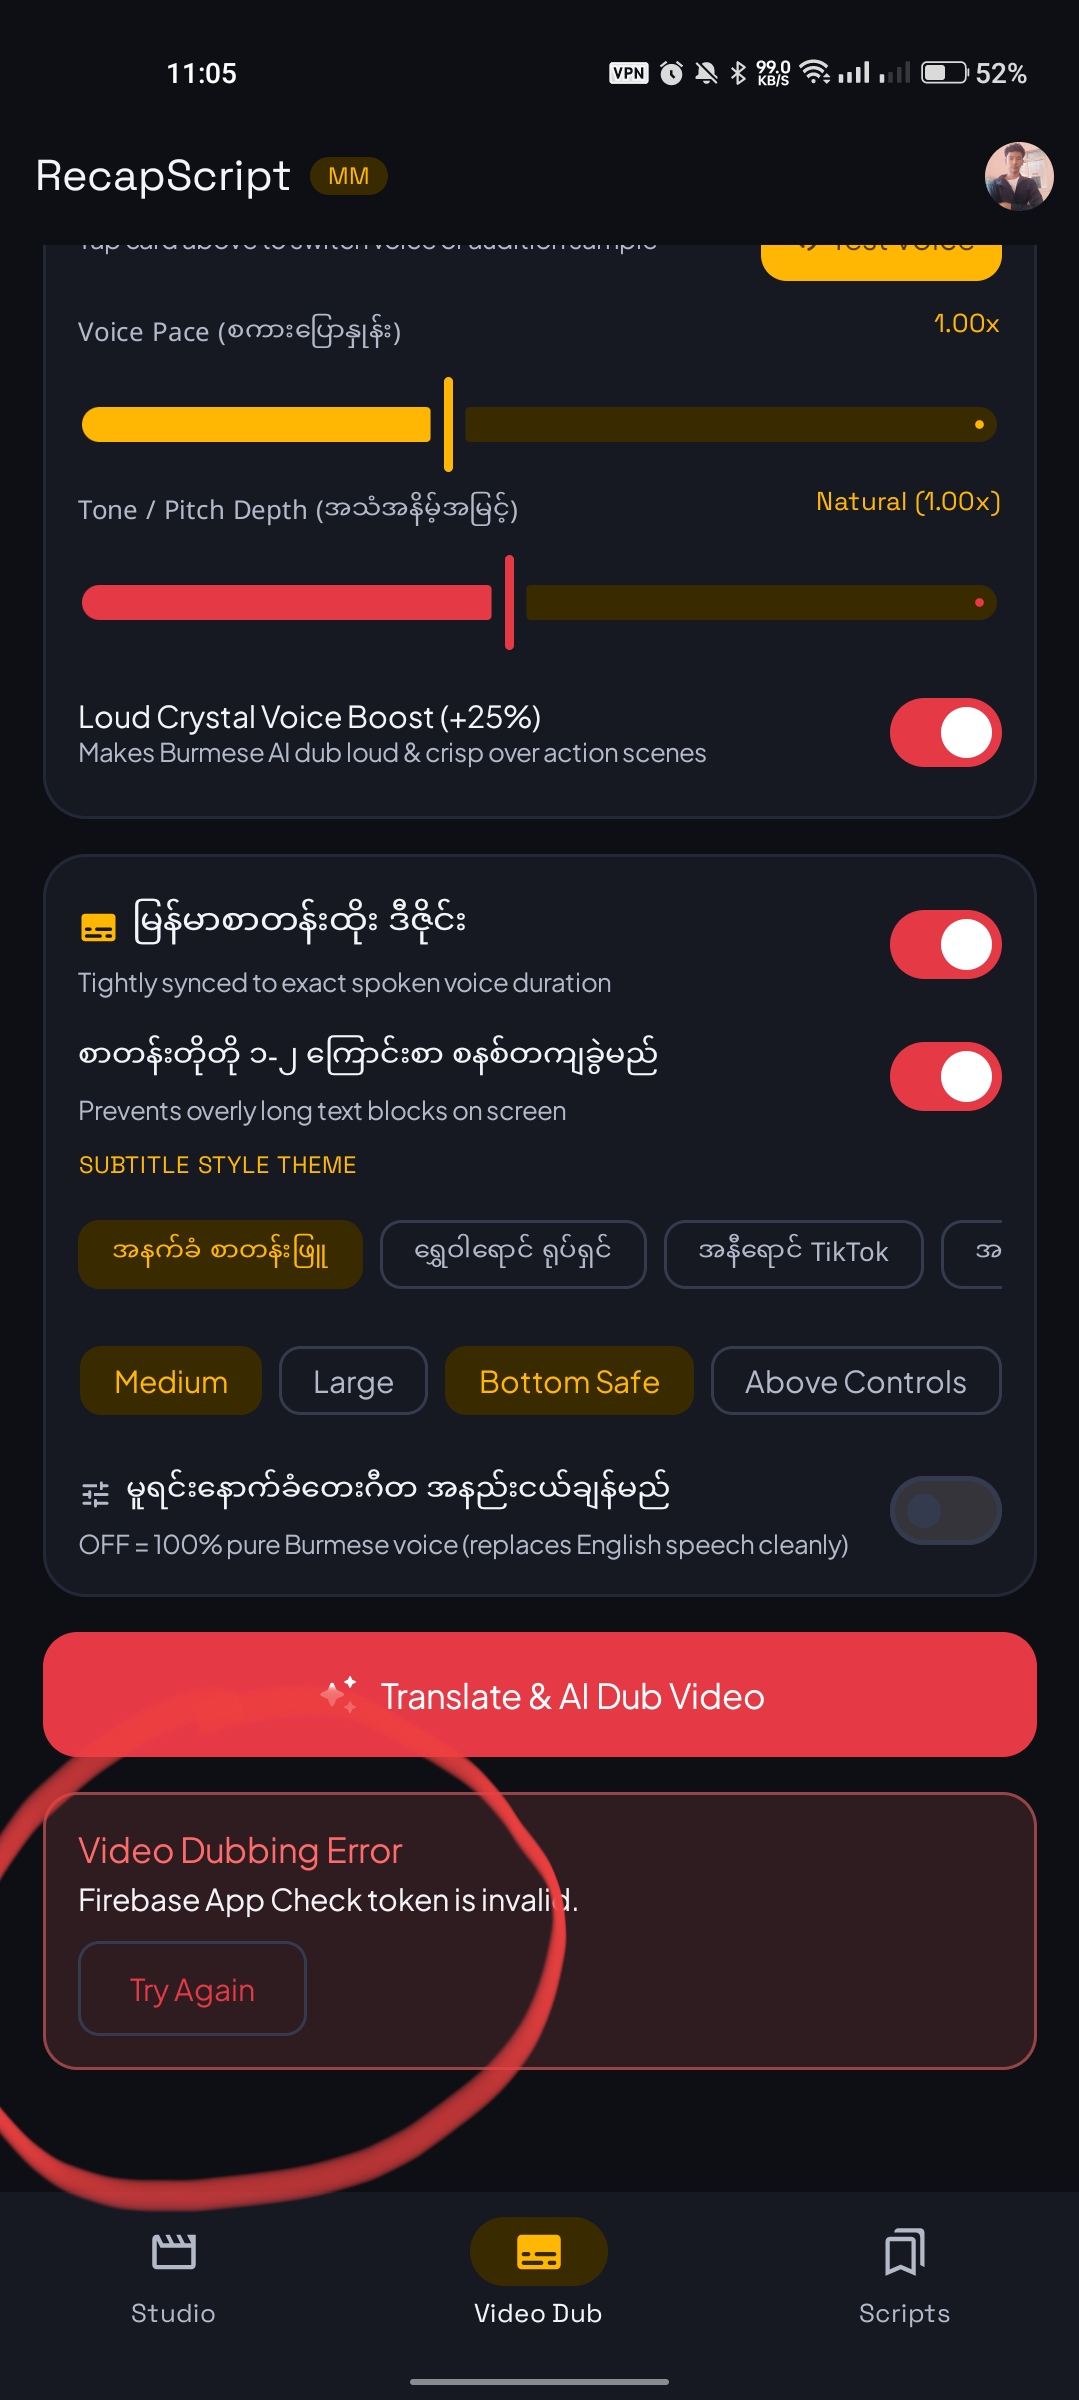 11:05
VPN 99.0 KB/S 52%
RecapScript MM
Voice Pace (စကားပြောနှုန်း) 1.00x
Tone / Pitch Depth (အသံအနိမ့်အမြင့်) Natural (1.00x)
Loud Crystal Voice Boost (+25%)
Makes Burmese AI dub loud & crisp over action scenes
မြန်မာစာတန်းထိုး ဒီဇိုင်း
Tightly synced to exact spoken voice duration
စာတန်းတိုတို ၁-၂ ကြောင်းစာ စနစ်တကျခွဲမည်
Prevents overly long text blocks on screen
SUBTITLE STYLE THEME
အနက်ခံ စာတန်းဖြူ ရွှေဝါရောင် ရုပ်ရှင် အနီရောင် TikTok အ
Medium Large Bottom Safe Above Controls
မူရင်းနောက်ခံတေးဂီတ အနည်းငယ်ချန်မည်
OFF = 100% pure Burmese voice (replaces English speech cleanly)
Translate & AI Dub Video
Video Dubbing Error
Firebase App Check token is invalid.
Try Again
Studio Video Dub Scripts